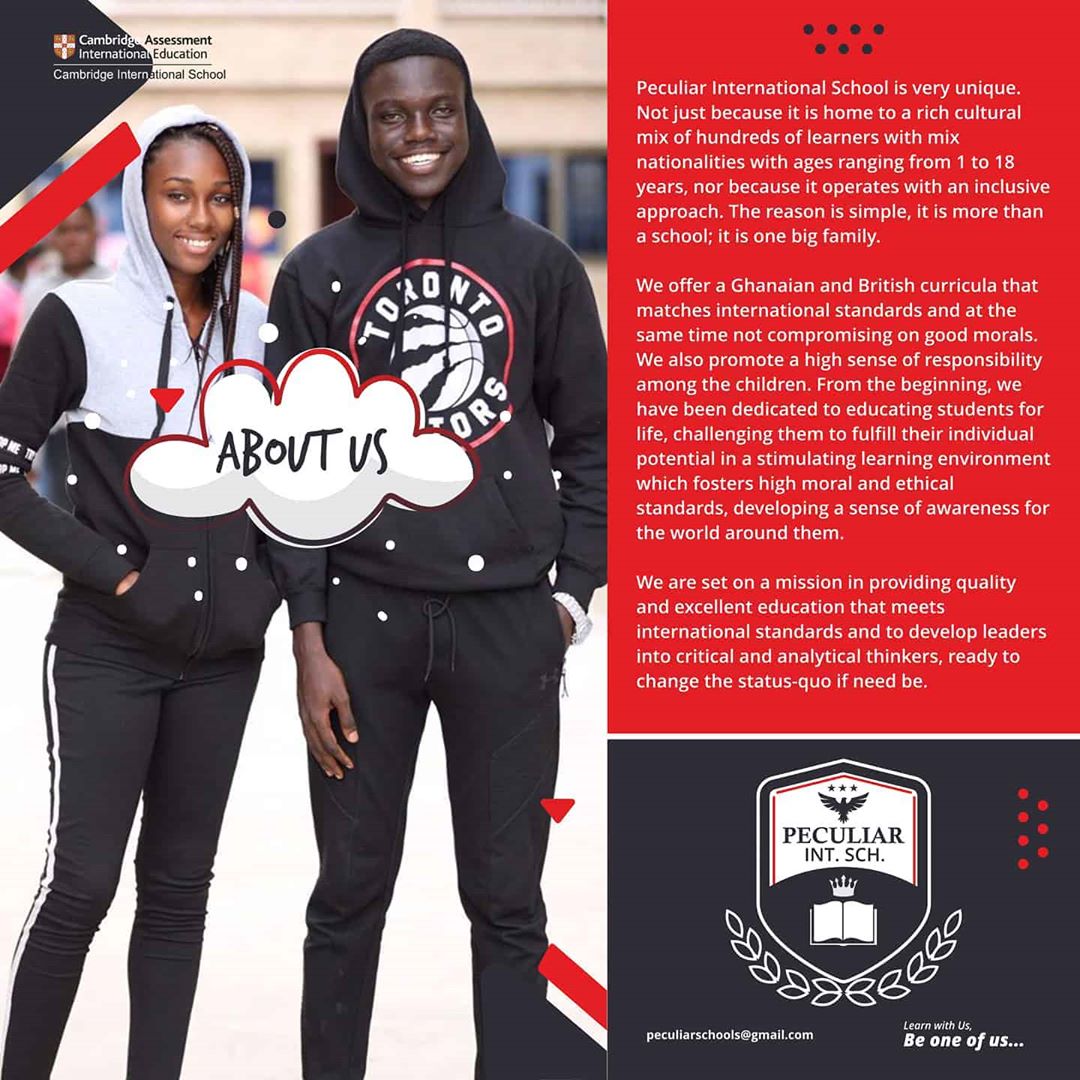 Cambridge Assessment
International Education
Cambridge International School
Peculiar International School is very unique.
Not just because it is home to a rich cultural
mix of hundreds of learners with mix
nationalities with ages ranging from 1 to 18
years, nor because it operates with an inclusive
approach. The reason is simple, it is more than
a school; it is one big family.
We offer a Ghanaian and British curricula that
matches international standards and at the
same time not compromising on good morals.
We also promote a high sense of responsibility
among the children. From the beginning, we
have been dedicated to educating students for
life, challenging them to fulfill their individual
potential in a stimulating learning environment
which fosters high moral and ethical
standards, developing a sense of awareness for
the world around them.
We are set on a mission in providing quality
and excellent education that meets
international standards and to develop leaders
into critical and analytical thinkers, ready to
change the status-quo if need be.
TORONTO
TORS
ABOUT US
PECULIAR
INT. SCH.
peculiarschools@gmail.com
Learn with Us,
Be one of us...